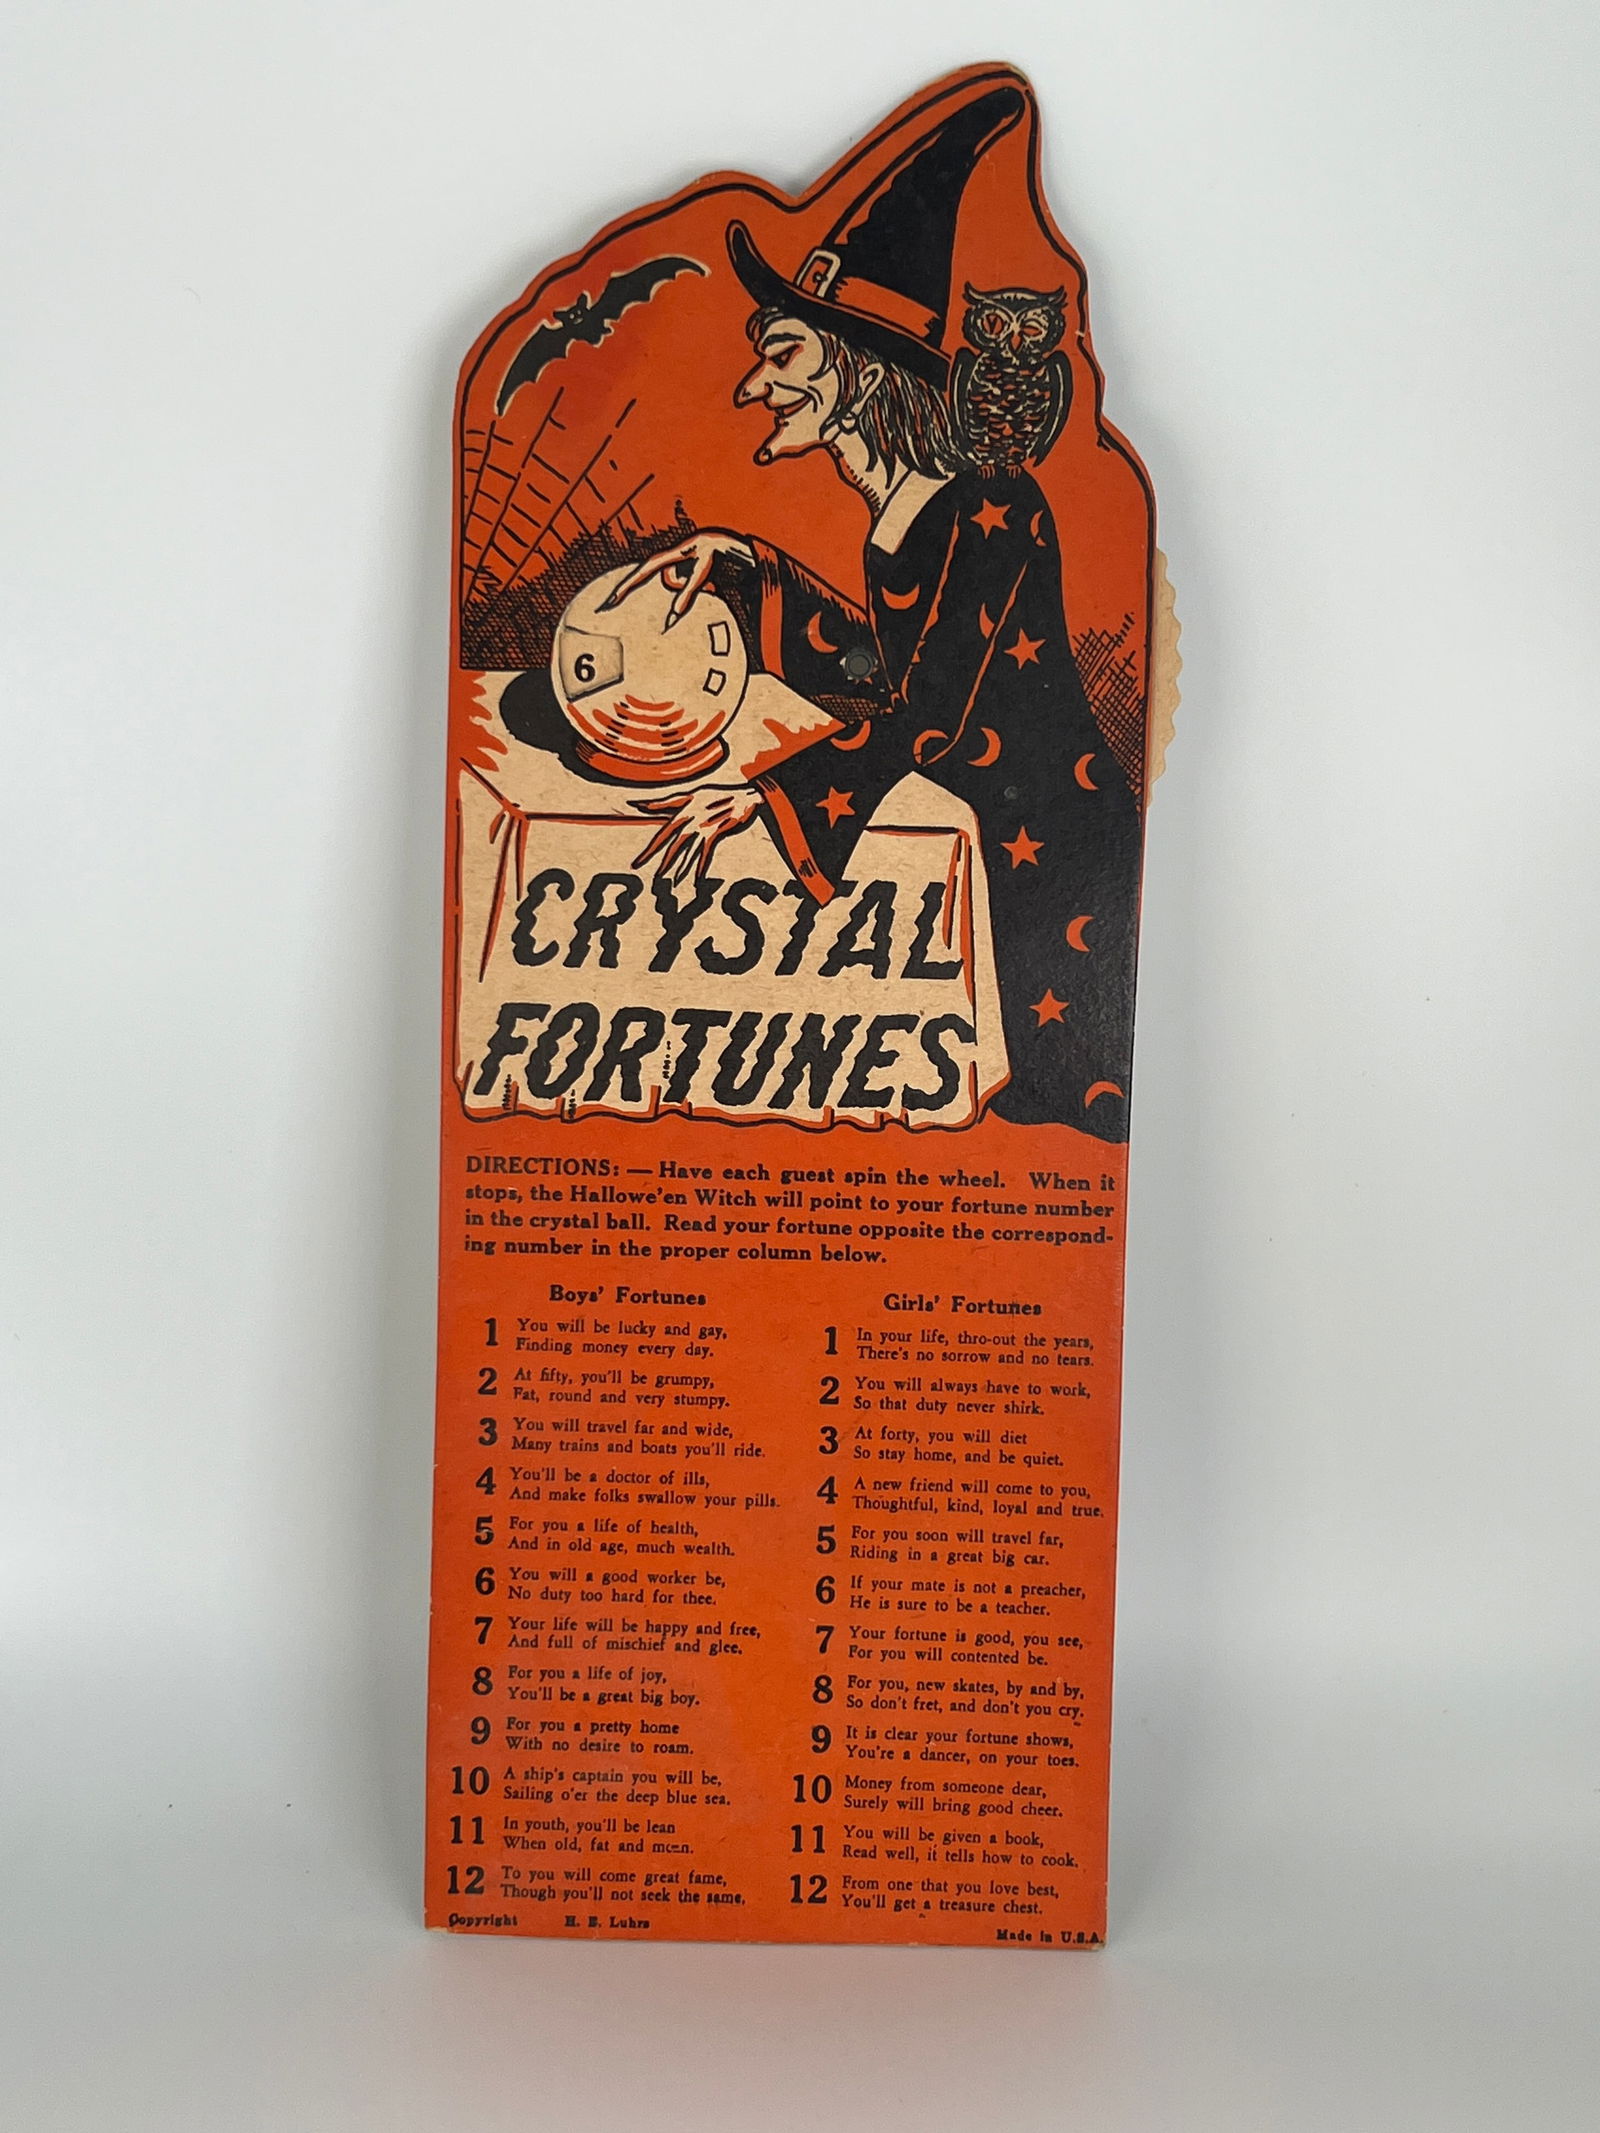 6
CRYSTAL
FORTUNES
DIRECTIONS: — Have each guest spin the wheel. When it
stops, the Hallowe'en Witch will point to your fortune number
in the crystal ball. Read your fortune opposite the correspond-
ing number in the proper column below.
Boys' Fortunes
1 You will be lucky and gay,
Finding money every day.
2 At fifty, you'll be grumpy,
Fat, round and very stumpy.
3 You will travel far and wide,
Many trains and boats you'll ride.
4 You'll be a doctor of ills,
And make folks swallow your pills.
5 For you a life of health,
And in old age, much wealth.
6 You will a good worker be,
No duty too hard for thee.
7 Your life will be happy and free,
And full of mischief and glee.
8 For you a life of joy,
You'll be a great big boy.
9 For you a pretty home
With no desire to roam.
10 A ship's captain you will be,
Sailing o'er the deep blue sea.
11 In youth, you'll be lean
When old, fat and mean.
12 To you will come great fame,
Though you'll not seek the same.
Girls' Fortunes
1 In your life, thro-out the years,
There's no sorrow and no tears.
2 You will always have to work,
So that duty never shirk.
3 At forty, you will diet
So stay home, and be quiet.
4 A new friend will come to you,
Thoughtful, kind, loyal and true.
5 For you soon will travel far,
Riding in a great big car.
6 If your mate is not a preacher,
He is sure to be a teacher.
7 Your fortune is good, you see,
For you will contented be.
8 For you, new skates, by and by,
So don't fret, and don't you cry.
9 It is clear your fortune shows,
You're a dancer, on your toes.
10 Money from someone dear,
Surely will bring good cheer.
11 You will be given a book,
Read well, it tells how to cook.
12 From one that you love best,
You'll get a treasure chest.
Copyright H. E. Luhrs
Made in U.S.A.